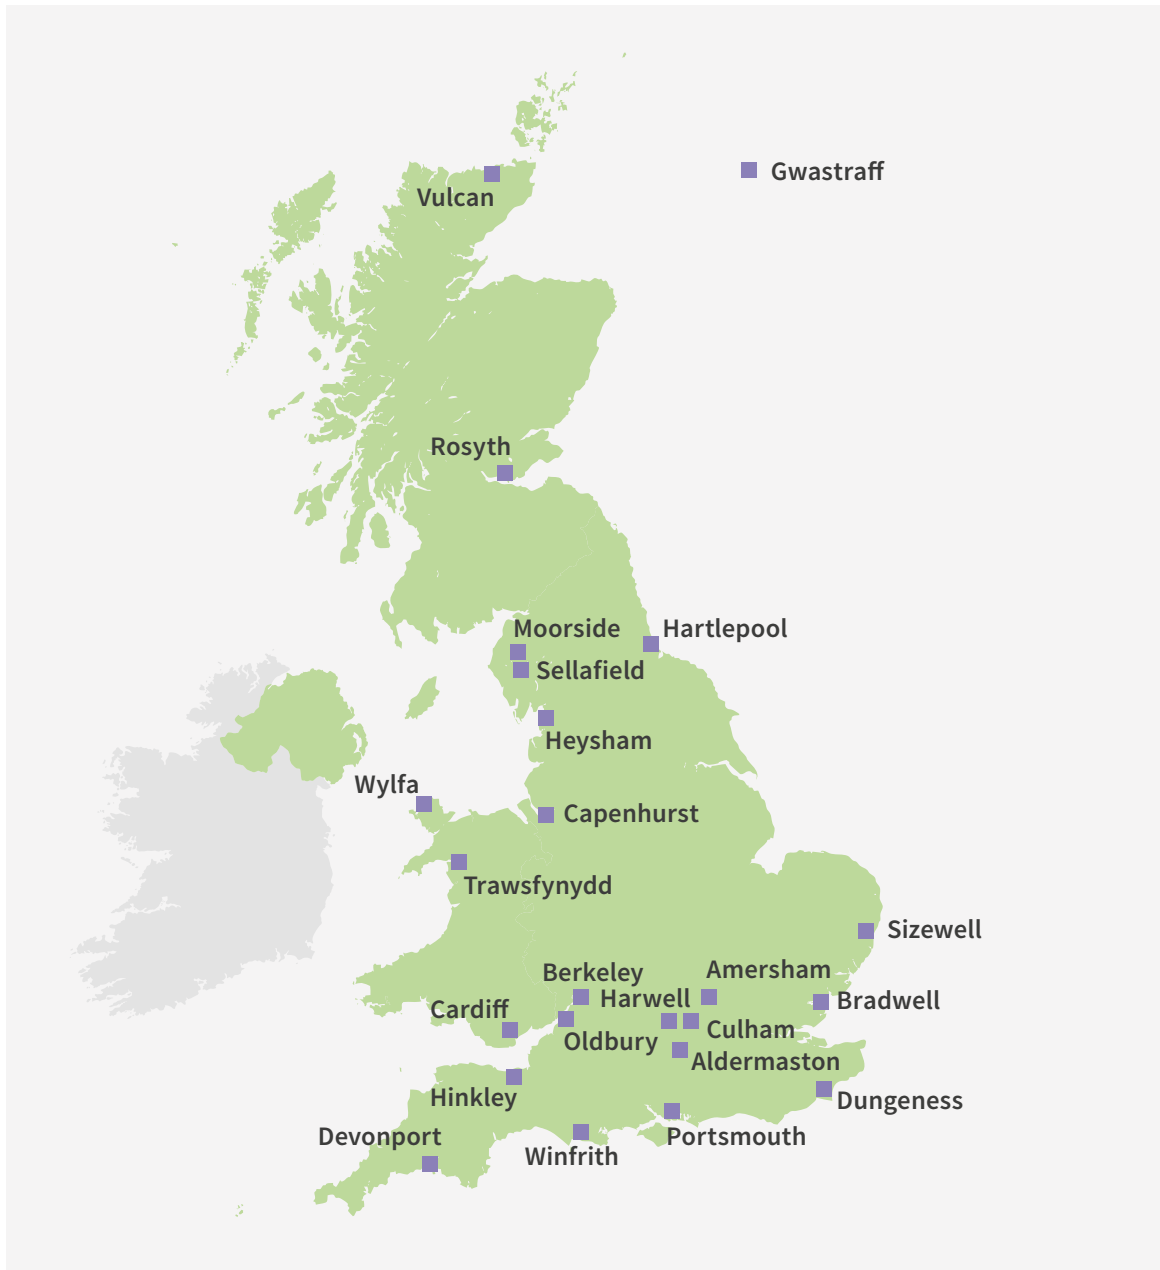 Gwastraff
Vulcan
Rosyth
Moorside
Hartlepool
Sellafield
Heysham
Wylfa
Capenhurst
Trawsfynydd
Sizewell
Amersham
Berkeley
Harwell
Bradwell
Cardiff
Culham
Oldbury
Aldermaston
Hinkley
Dungeness
Devonport
Portsmouth
Winfrith